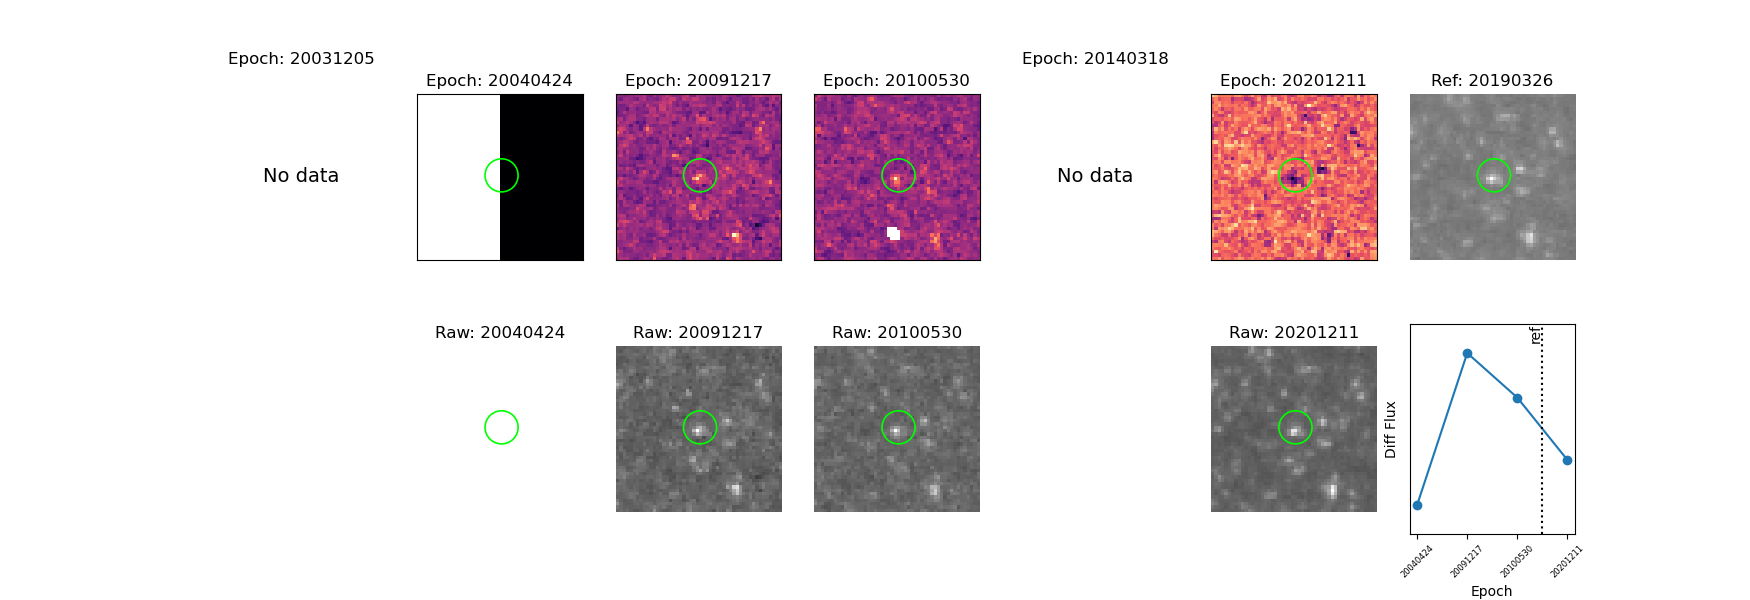 Epoch: 20031205
Epoch: 20040424
Epoch: 20091217
Epoch: 20100530
Epoch: 20140318
Epoch: 20201211
Ref: 20190326
No data
No data
Raw: 20040424
Raw: 20091217
Raw: 20100530
Raw: 20201211
ref
Diff Flux
20040424
20091217
20100530
20201211
Epoch